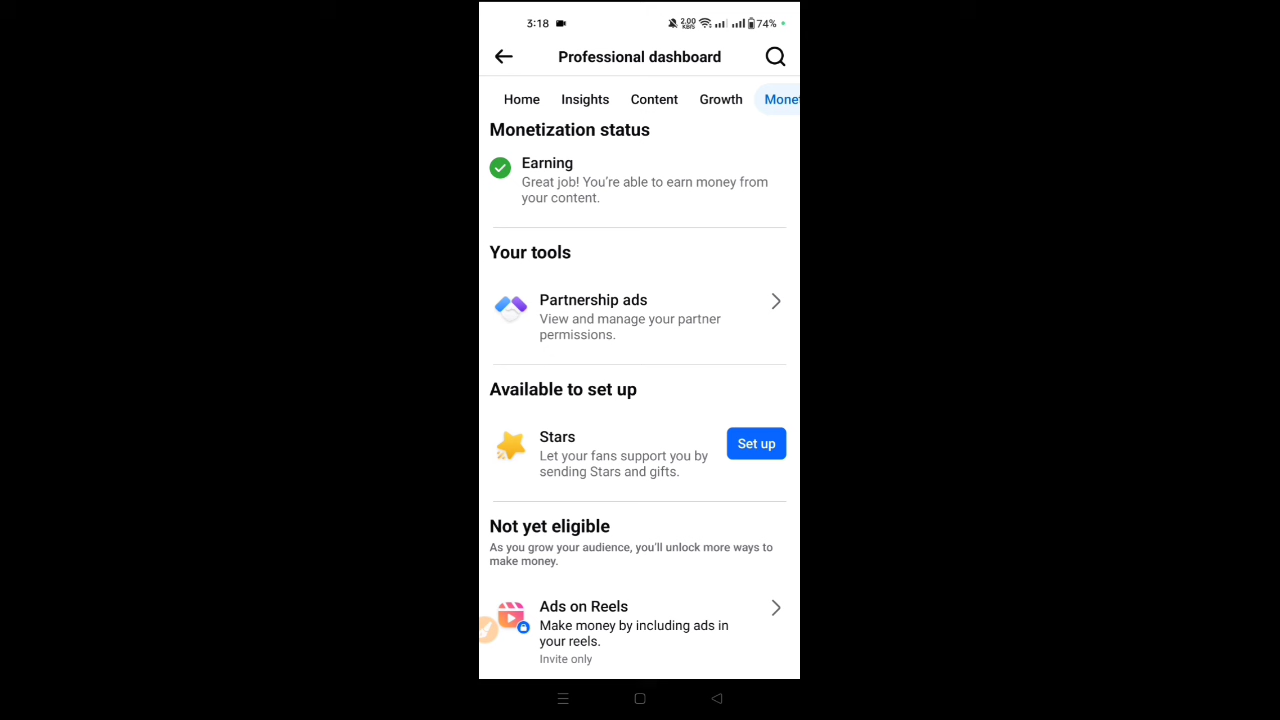 3:18 2.00 KB/S 74%
Professional dashboard
Home Insights Content Growth Monet
Monetization status
Earning
Great job! You're able to earn money from
your content.
Your tools
Partnership ads
View and manage your partner
permissions.
Available to set up
Stars
Let your fans support you by
sending Stars and gifts.
Set up
Not yet eligible
As you grow your audience, you'll unlock more ways to
make money.
Ads on Reels
Make money by including ads in
your reels.
Invite only